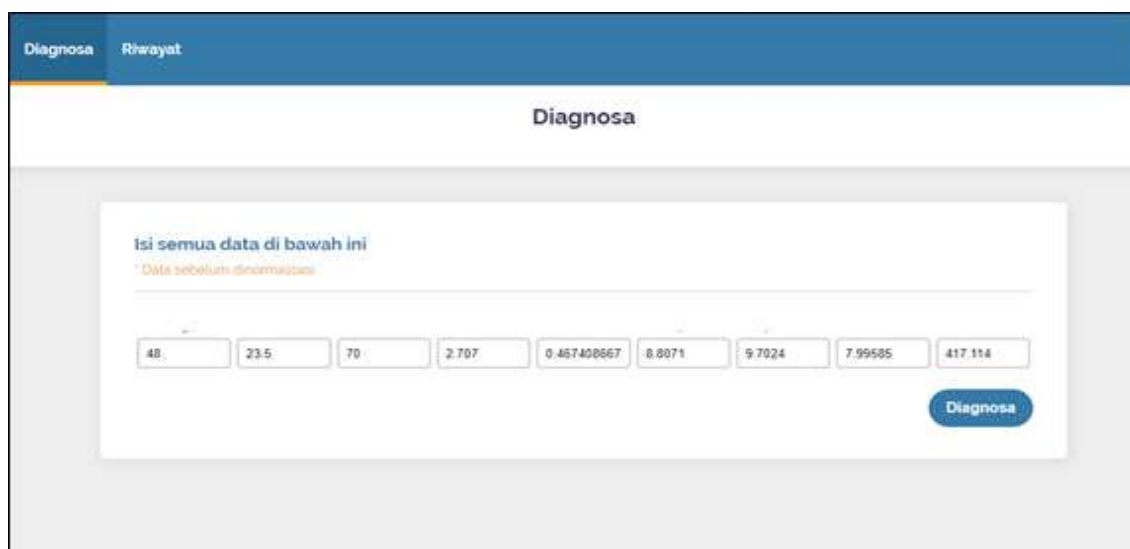 Diagnosa Riwayat
Diagnosa
Isi semua data di bawah ini
* Data sebelum dinormalisasi
48 23.5 70 2.707 0.467408667 8.8071 9.7024 7.99585 417.114
Diagnosa